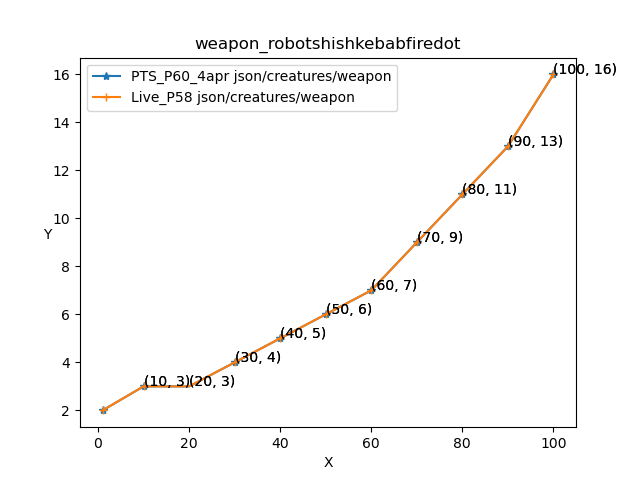 weapon_robotshishkebabfiredot
PTS_P60_4apr json/creatures/weapon
Live_P58 json/creatures/weapon
(100, 16)
(90, 13)
(80, 11)
(70, 9)
(60, 7)
(50, 6)
(40, 5)
(30, 4)
(10, 3) (20, 3)
16
14
12
10
8
6
4
2
Y
0 20 40 60 80 100
X